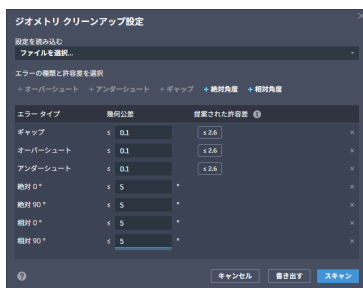 ジオメトリ クリーンアップ設定
×
設定を読み込む
ファイルを選択...
エラーの種類と許容差を選択
+ オーバーシュート + アンダーシュート + ギャップ + 絶対角度 + 相対角度
エラー タイプ 幾何公差 提案された許容差
ギャップ ≤ 0.1 ≤ 2.6 ×
オーバーシュート ≤ 0.1 ≤ 2.6 ×
アンダーシュート ≤ 0.1 ≤ 2.6 ×
絶対 0 ° ≤ 5 ° ×
絶対 90 ° ≤ 5 ° ×
相対 0 ° ≤ 5 ° ×
相対 90 ° ≤ 5 ° ×
? キャンセル 書き出す スキャン